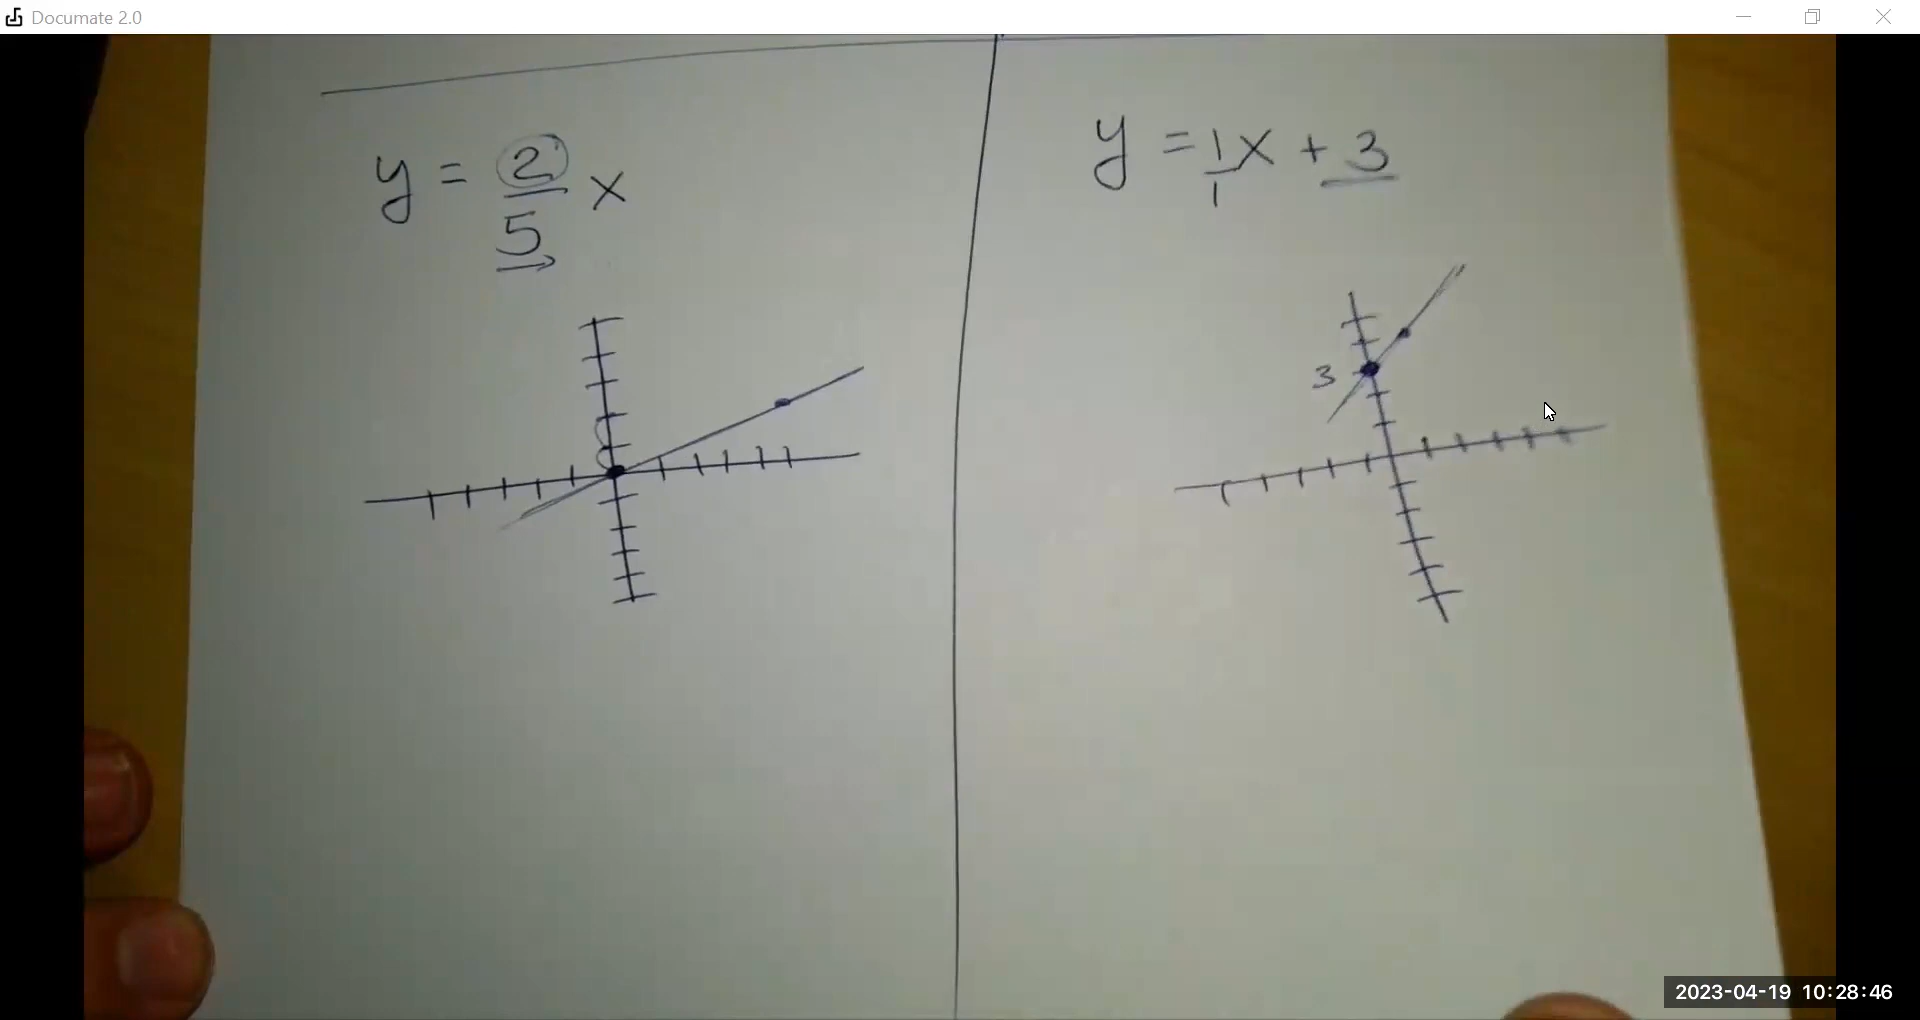 Documate 2.0
y = 2/5 x
y = 1/1 x + 3
3
2023-04-19 10:28:46